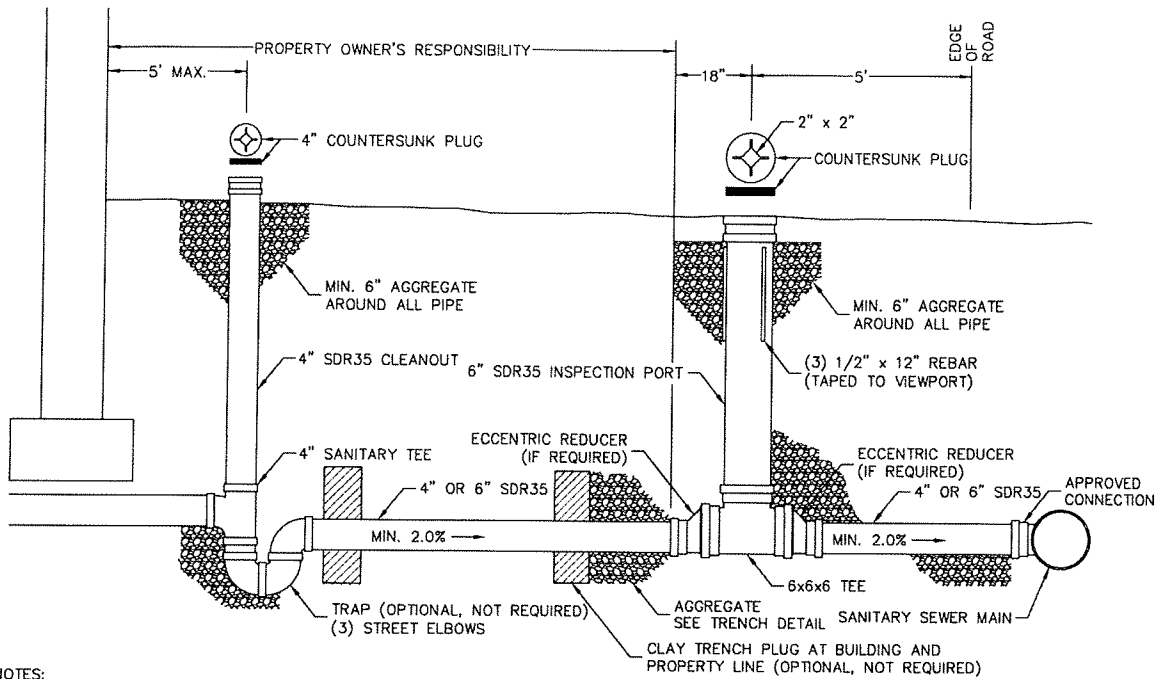 PROPERTY OWNER'S RESPONSIBILITY
EDGE
OF
ROAD
5' MAX.
18"
5'
2" x 2"
4" COUNTERSUNK PLUG
COUNTERSUNK PLUG
MIN. 6" AGGREGATE
AROUND ALL PIPE
MIN. 6" AGGREGATE
AROUND ALL PIPE
4" SDR35 CLEANOUT
6" SDR35 INSPECTION PORT
(3) 1/2" x 12" REBAR
(TAPED TO VIEWPORT)
4" SANITARY TEE
ECCENTRIC REDUCER
(IF REQUIRED)
ECCENTRIC REDUCER
(IF REQUIRED)
4" OR 6" SDR35
4" OR 6" SDR35
APPROVED
CONNECTION
MIN. 2.0%
MIN. 2.0%
6x6x6 TEE
TRAP (OPTIONAL, NOT REQUIRED)
(3) STREET ELBOWS
AGGREGATE
SEE TRENCH DETAIL
SANITARY SEWER MAIN
CLAY TRENCH PLUG AT BUILDING AND
PROPERTY LINE (OPTIONAL, NOT REQUIRED)
NOTES: